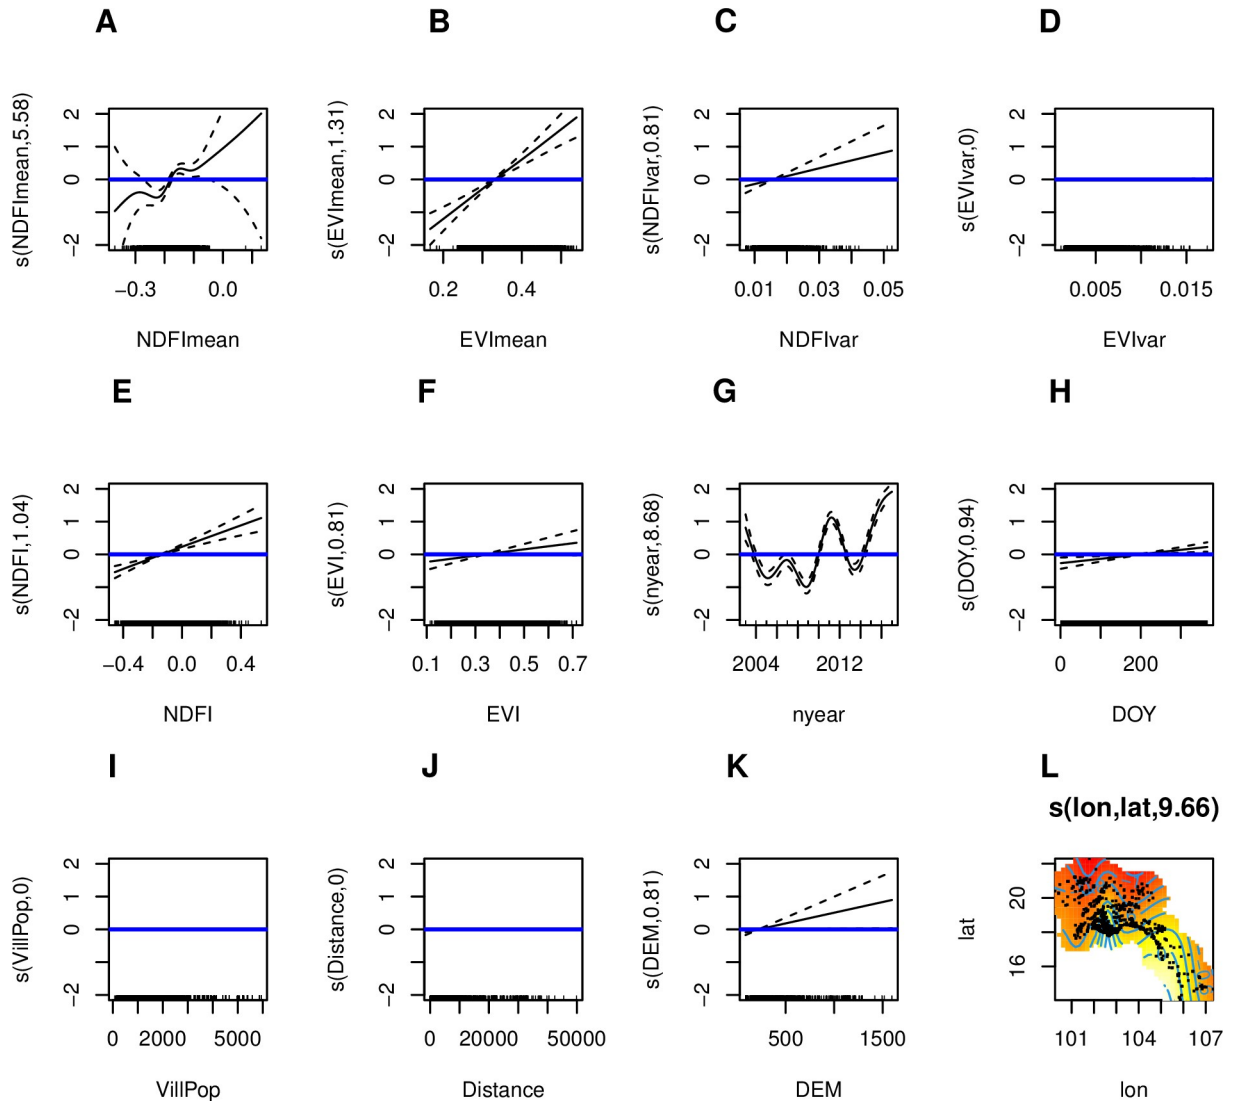 A B C D
s(NDFImean,5.58)
2
1
0
−2
−0.3 0.0
NDFImean
s(EVImean,1.31)
2
1
0
−2
0.2 0.4
EVImean
s(NDFIvar,0.81)
2
1
0
−2
0.01 0.03 0.05
NDFIvar
s(EVIvar,0)
2
1
0
−2
0.005 0.015
EVIvar
E F G H
s(NDFI,1.04)
2
1
0
−2
−0.4 0.0 0.4
NDFI
s(EVI,0.81)
2
1
0
−2
0.1 0.3 0.5 0.7
EVI
s(nyear,8.68)
2
1
0
−2
2004 2012
nyear
s(DOY,0.94)
2
1
0
−2
0 200
DOY
I J K L
s(VillPop,0)
2
1
0
−2
0 2000 5000
VillPop
s(Distance,0)
2
1
0
−2
0 20000 50000
Distance
s(DEM,0.81)
2
1
0
−2
500 1500
DEM
s(lon,lat,9.66)
lat
20
16
101 104 107
lon